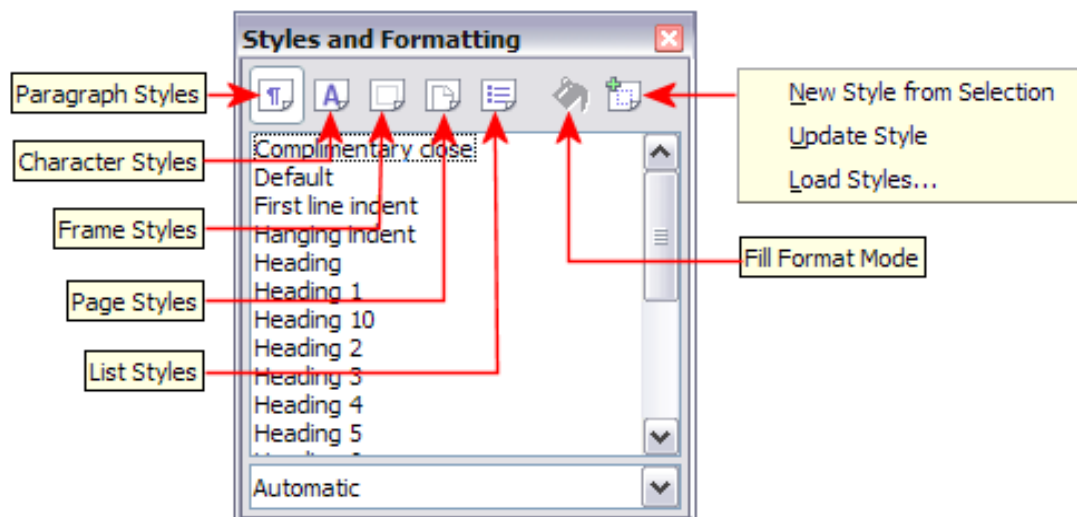 Styles and Formatting
Paragraph Styles
Character Styles
Frame Styles
Page Styles
List Styles
New Style from Selection
Update Style
Load Styles...
Fill Format Mode
Complimentary close
Default
First line indent
Hanging indent
Heading
Heading 1
Heading 10
Heading 2
Heading 3
Heading 4
Heading 5
Automatic